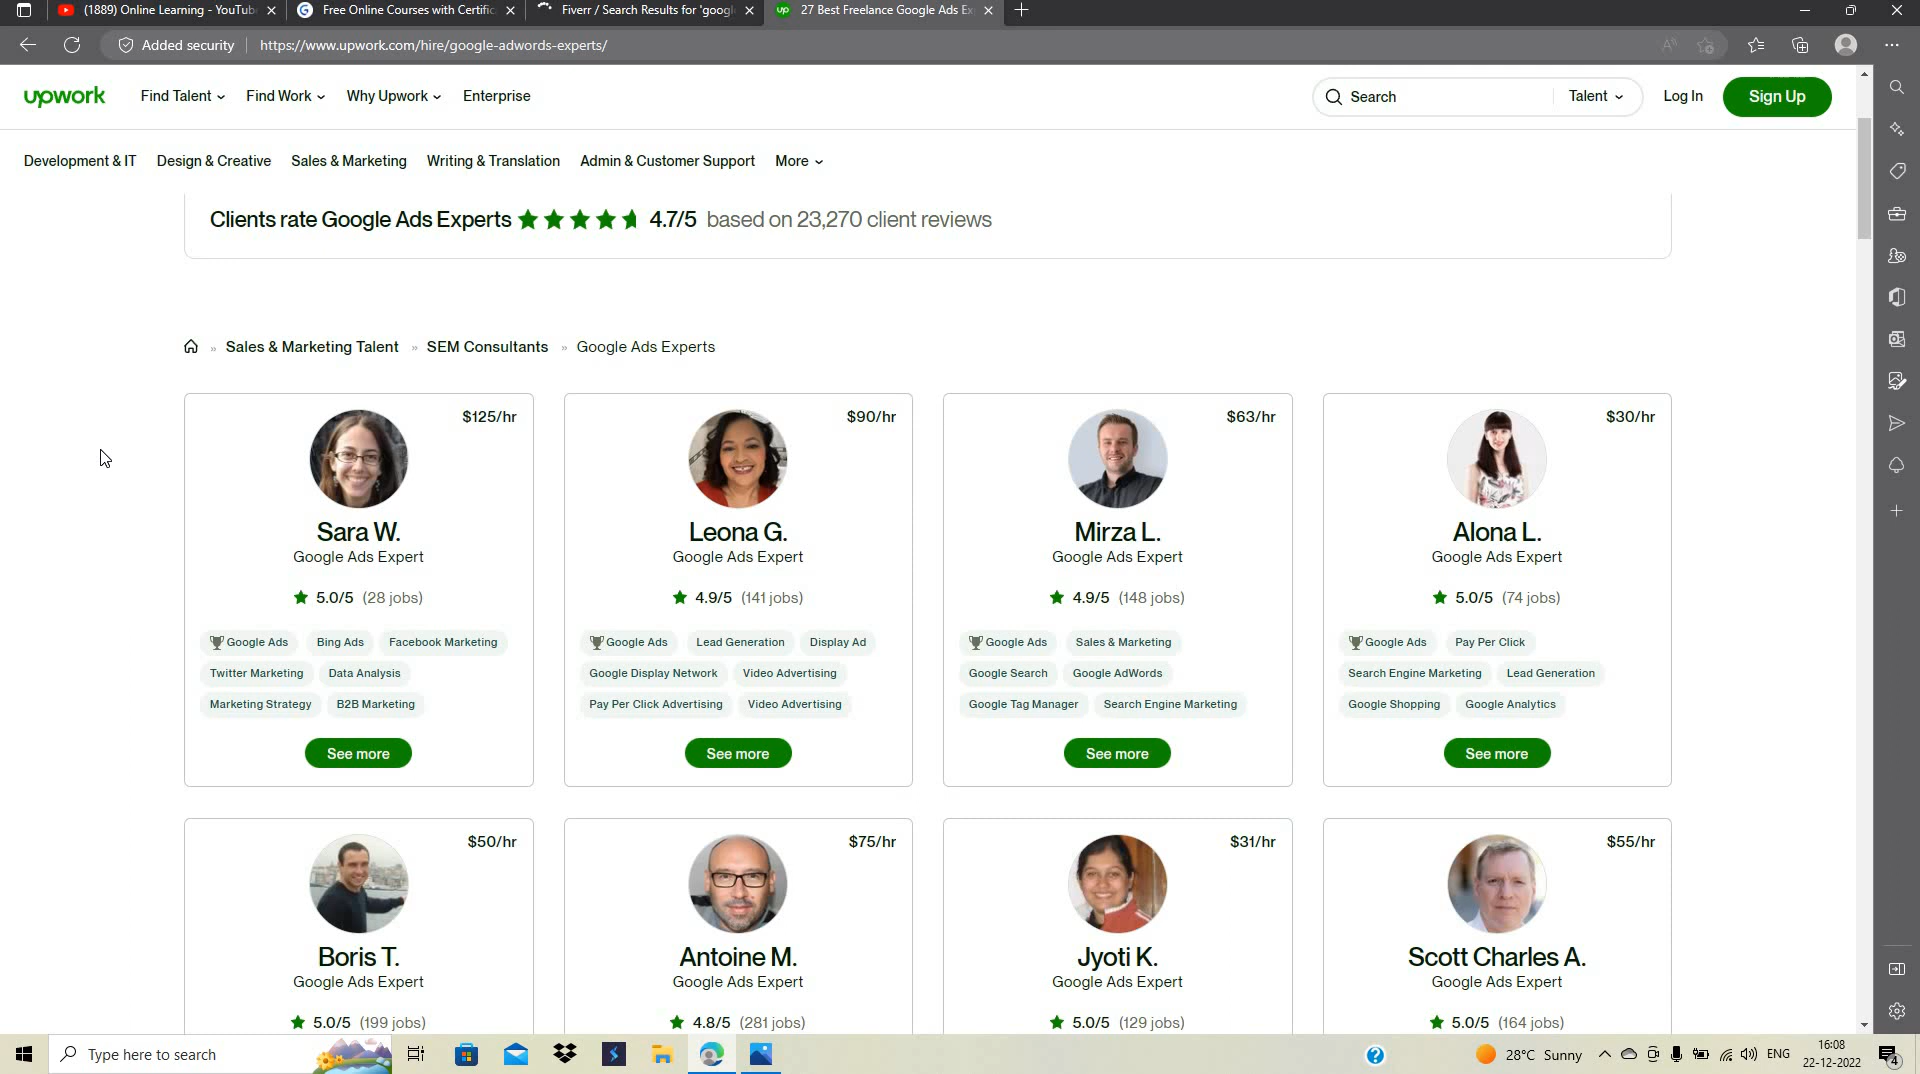 (1889) Online Learning - YouTub
Free Online Courses with Certific
Fiverr / Search Results for 'googl
27 Best Freelance Google Ads Ex
Added security
https://www.upwork.com/hire/google-adwords-experts/
upwork
Find Talent
Find Work
Why Upwork
Enterprise
Search
Talent
Log In
Sign Up
Development & IT
Design & Creative
Sales & Marketing
Writing & Translation
Admin & Customer Support
More
Clients rate Google Ads Experts 4.7/5 based on 23,270 client reviews
» Sales & Marketing Talent » SEM Consultants » Google Ads Experts
$125/hr
Sara W.
Google Ads Expert
5.0/5 (28 jobs)
Google Ads Bing Ads Facebook Marketing
Twitter Marketing Data Analysis
Marketing Strategy B2B Marketing
See more
$90/hr
Leona G.
Google Ads Expert
4.9/5 (141 jobs)
Google Ads Lead Generation Display Ad
Google Display Network Video Advertising
Pay Per Click Advertising Video Advertising
See more
$63/hr
Mirza L.
Google Ads Expert
4.9/5 (148 jobs)
Google Ads Sales & Marketing
Google Search Google AdWords
Google Tag Manager Search Engine Marketing
See more
$30/hr
Alona L.
Google Ads Expert
5.0/5 (74 jobs)
Google Ads Pay Per Click
Search Engine Marketing Lead Generation
Google Shopping Google Analytics
See more
$50/hr
Boris T.
Google Ads Expert
5.0/5 (199 jobs)
$75/hr
Antoine M.
Google Ads Expert
4.8/5 (281 jobs)
$31/hr
Jyoti K.
Google Ads Expert
5.0/5 (129 jobs)
$55/hr
Scott Charles A.
Google Ads Expert
5.0/5 (164 jobs)
Type here to search
28°C Sunny
ENG
16:08
22-12-2022
4